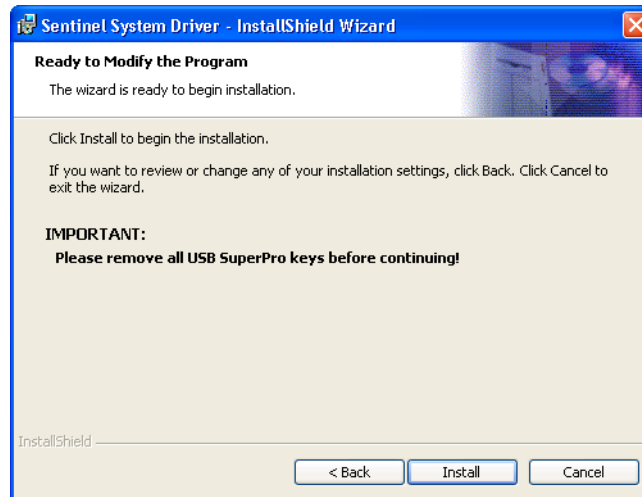 Sentinel System Driver - InstallShield Wizard
Ready to Modify the Program
The wizard is ready to begin installation.
Click Install to begin the installation.
If you want to review or change any of your installation settings, click Back. Click Cancel to
exit the wizard.
IMPORTANT:
Please remove all USB SuperPro keys before continuing!
InstallShield
< Back
Install
Cancel